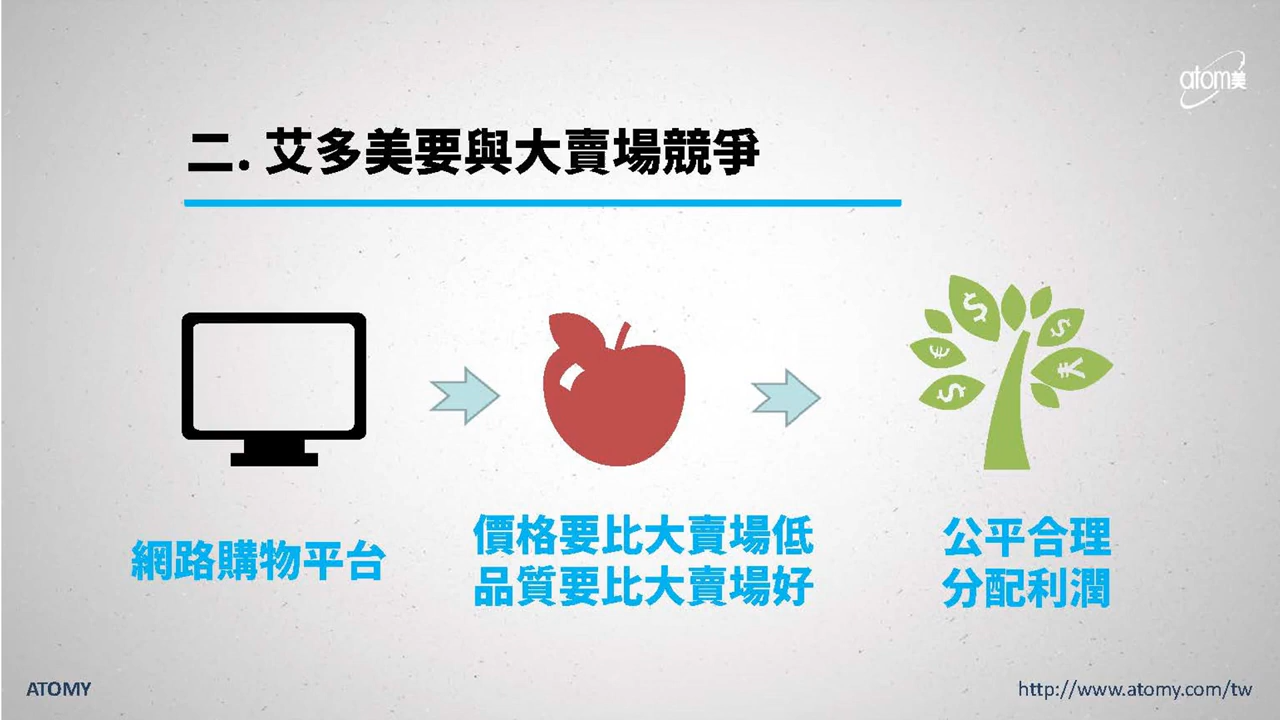 atom美
二. 艾多美要與大賣場競爭
$
$
€
$
網路購物平台
價格要比大賣場低
品質要比大賣場好
公平合理
分配利潤
ATOMY
http://www.atomy.com/tw